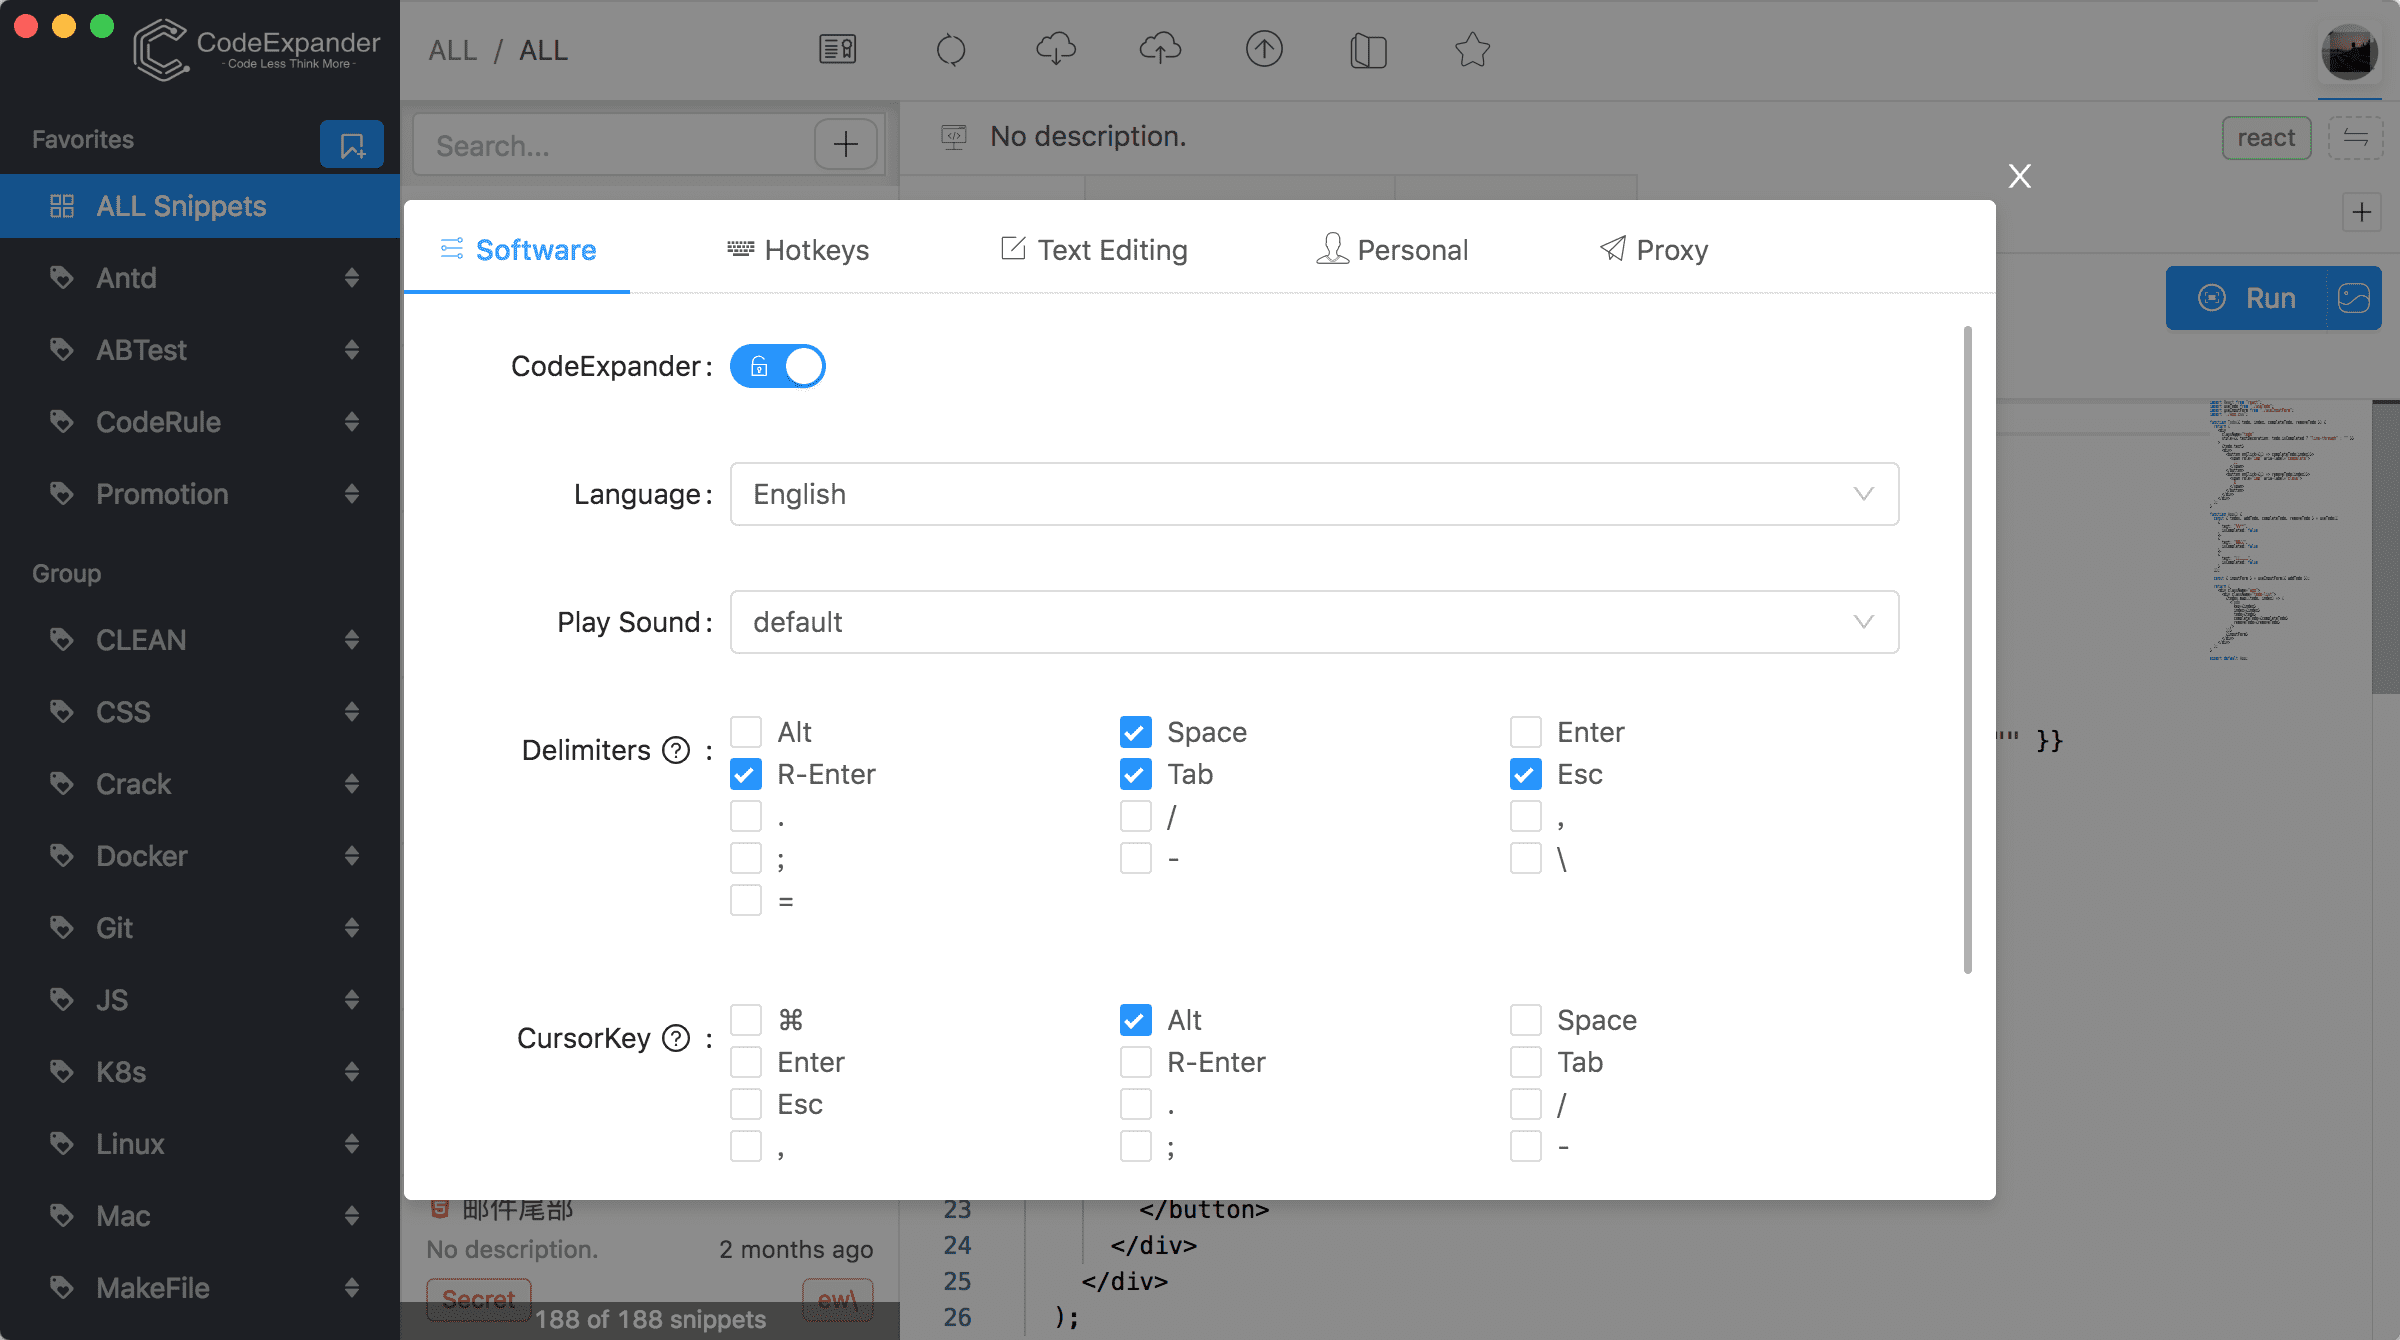 CodeExpander
- Code Less Think More -
ALL / ALL
Favorites
Search...
No description.
react
ALL Snippets
Software
Hotkeys
Text Editing
Personal
Proxy
X
Antd
Run
ABTest
CodeExpander :
CodeRule
Language :
English
Promotion
Group
Play Sound :
default
CLEAN
CSS
Delimiters ? :
Alt
Space
Enter
R-Enter
Tab
Esc
.
/
,
;
-
\
=
"" }}
Crack
Docker
Git
JS
CursorKey ? :
⌘
Alt
Space
Enter
R-Enter
Tab
Esc
.
/
,
;
-
K8s
Linux
Mac
MakeFile
邮件尾部
No description.
2 months ago
Secret
ew\
188 of 188 snippets
23 </button>
24 </div>
25 </div>
26 );